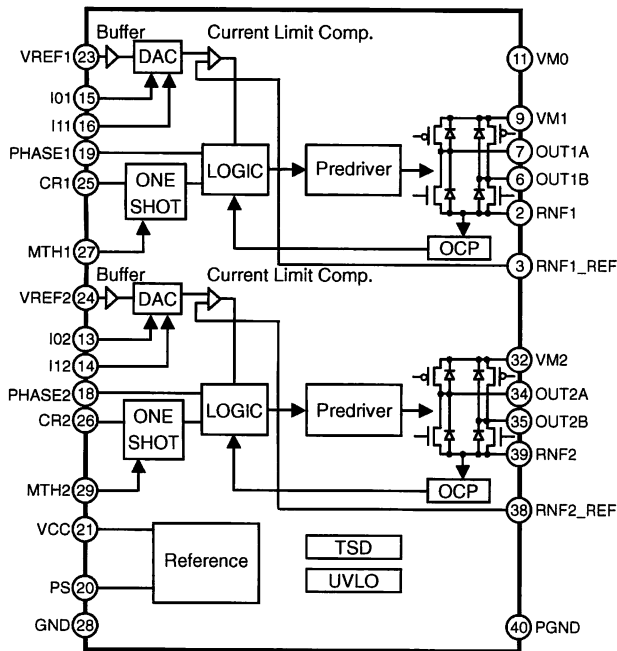 Buffer
Current Limit Comp.
VREF1 23
DAC
11 VM0
I01 15
I11 16
9 VM1
PHASE1 19
7 OUT1A
LOGIC
Predriver
CR1 25
ONE
SHOT
6 OUT1B
2 RNF1
MTH1 27
OCP
3 RNF1_REF
Buffer
Current Limit Comp.
VREF2 24
DAC
I02 13
I12 14
32 VM2
PHASE2 18
34 OUT2A
LOGIC
Predriver
CR2 26
ONE
SHOT
35 OUT2B
39 RNF2
MTH2 29
OCP
38 RNF2_REF
VCC 21
Reference
TSD
UVLO
PS 20
GND 28
40 PGND